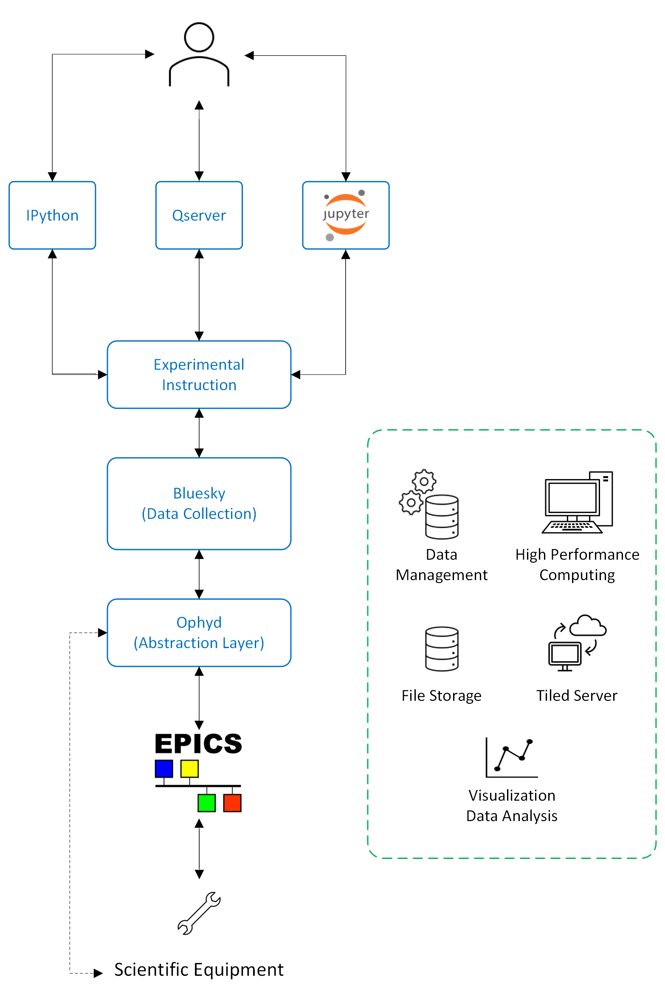 IPython
Qserver
jupyter
Experimental
Instruction
Bluesky
(Data Collection)
Data
Management
High Performance
Computing
Ophyd
(Abstraction Layer)
File Storage
Tiled Server
EPICS
Visualization
Data Analysis
Scientific Equipment